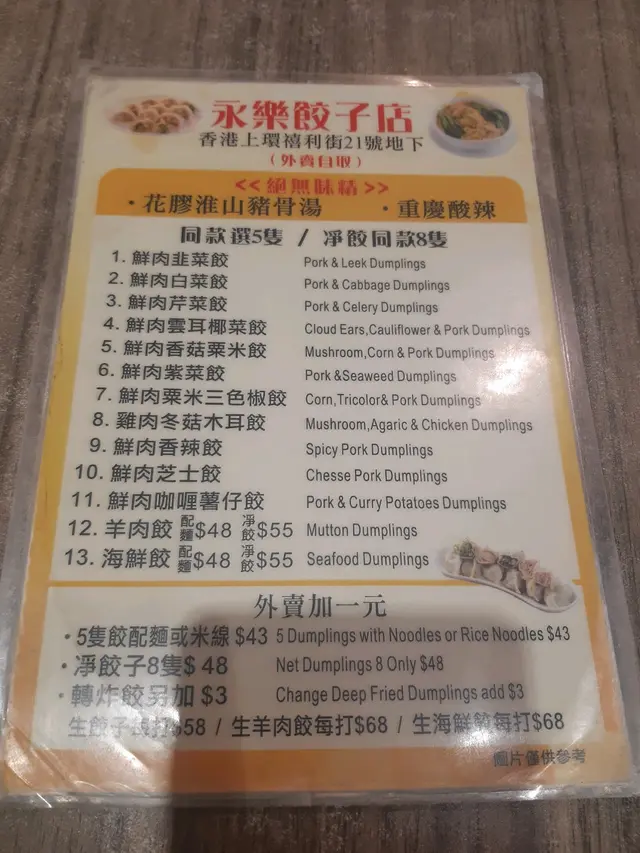 永樂餃子店
香港上環禧利街21號地下
（外賣自取）
<<絕無味精>>
・花膠淮山豬骨湯 ・重慶酸辣
同款選5隻 / 淨餃同款8隻
1. 鮮肉韭菜餃 Pork & Leek Dumplings
2. 鮮肉白菜餃 Pork & Cabbage Dumplings
3. 鮮肉芹菜餃 Pork & Celery Dumplings
4. 鮮肉雲耳椰菜餃 Cloud Ears,Cauliflower & Pork Dumplings
5. 鮮肉香菇粟米餃 Mushroom,Corn & Pork Dumplings
6. 鮮肉紫菜餃 Pork &Seaweed Dumplings
7. 鮮肉粟米三色椒餃 Corn,Tricolor& Pork Dumplings
8. 雞肉冬菇木耳餃 Mushroom,Agaric & Chicken Dumplings
9. 鮮肉香辣餃 Spicy Pork Dumplings
10. 鮮肉芝士餃 Chesse Pork Dumplings
11. 鮮肉咖喱薯仔餃 Pork & Curry Potatoes Dumplings
12. 羊肉餃 配麵$48 淨餃$55 Mutton Dumplings
13. 海鮮餃 配麵$48 淨餃$55 Seafood Dumplings
外賣加一元
・5隻餃配麵或米線 $43 5 Dumplings with Noodles or Rice Noodles $43
・淨餃子8隻$ 48 Net Dumplings 8 Only $48
・轉炸餃另加 $3 Change Deep Fried Dumplings add $3
生餃子 打$58 / 生羊肉餃每打$68 / 生海鮮餃每打$68
圖片僅供參考